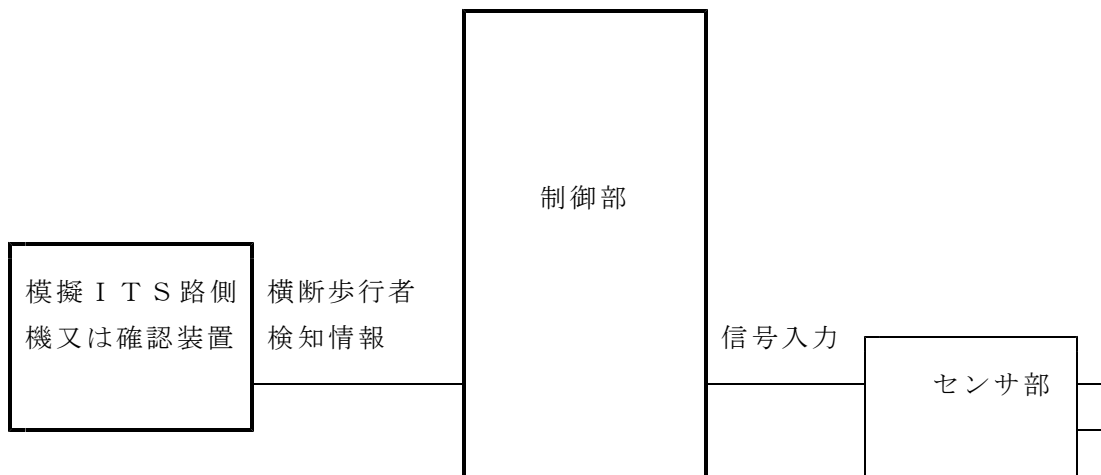 制御部
模擬ＩＴＳ路側
機又は確認装置
横断歩行者
検知情報
信号入力
センサ部